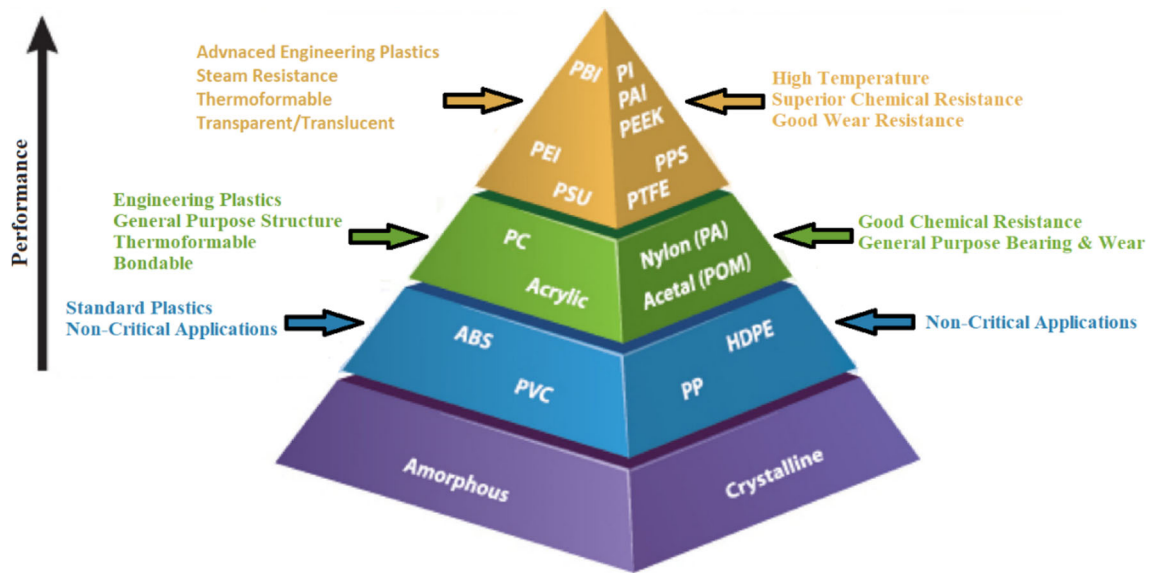 Performance
Advnaced Engineering Plastics
Steam Resistance
Thermoformable
Transparent/Translucent
PBI
PEI
PSU
PI
PAI
PEEK
PPS
PTFE
High Temperature
Superior Chemical Resistance
Good Wear Resistance
Engineering Plastics
General Purpose Structure
Thermoformable
Bondable
PC
Acrylic
Nylon (PA)
Acetal (POM)
Good Chemical Resistance
General Purpose Bearing & Wear
Standard Plastics
Non-Critical Applications
ABS
PVC
HDPE
PP
Non-Critical Applications
Amorphous
Crystalline